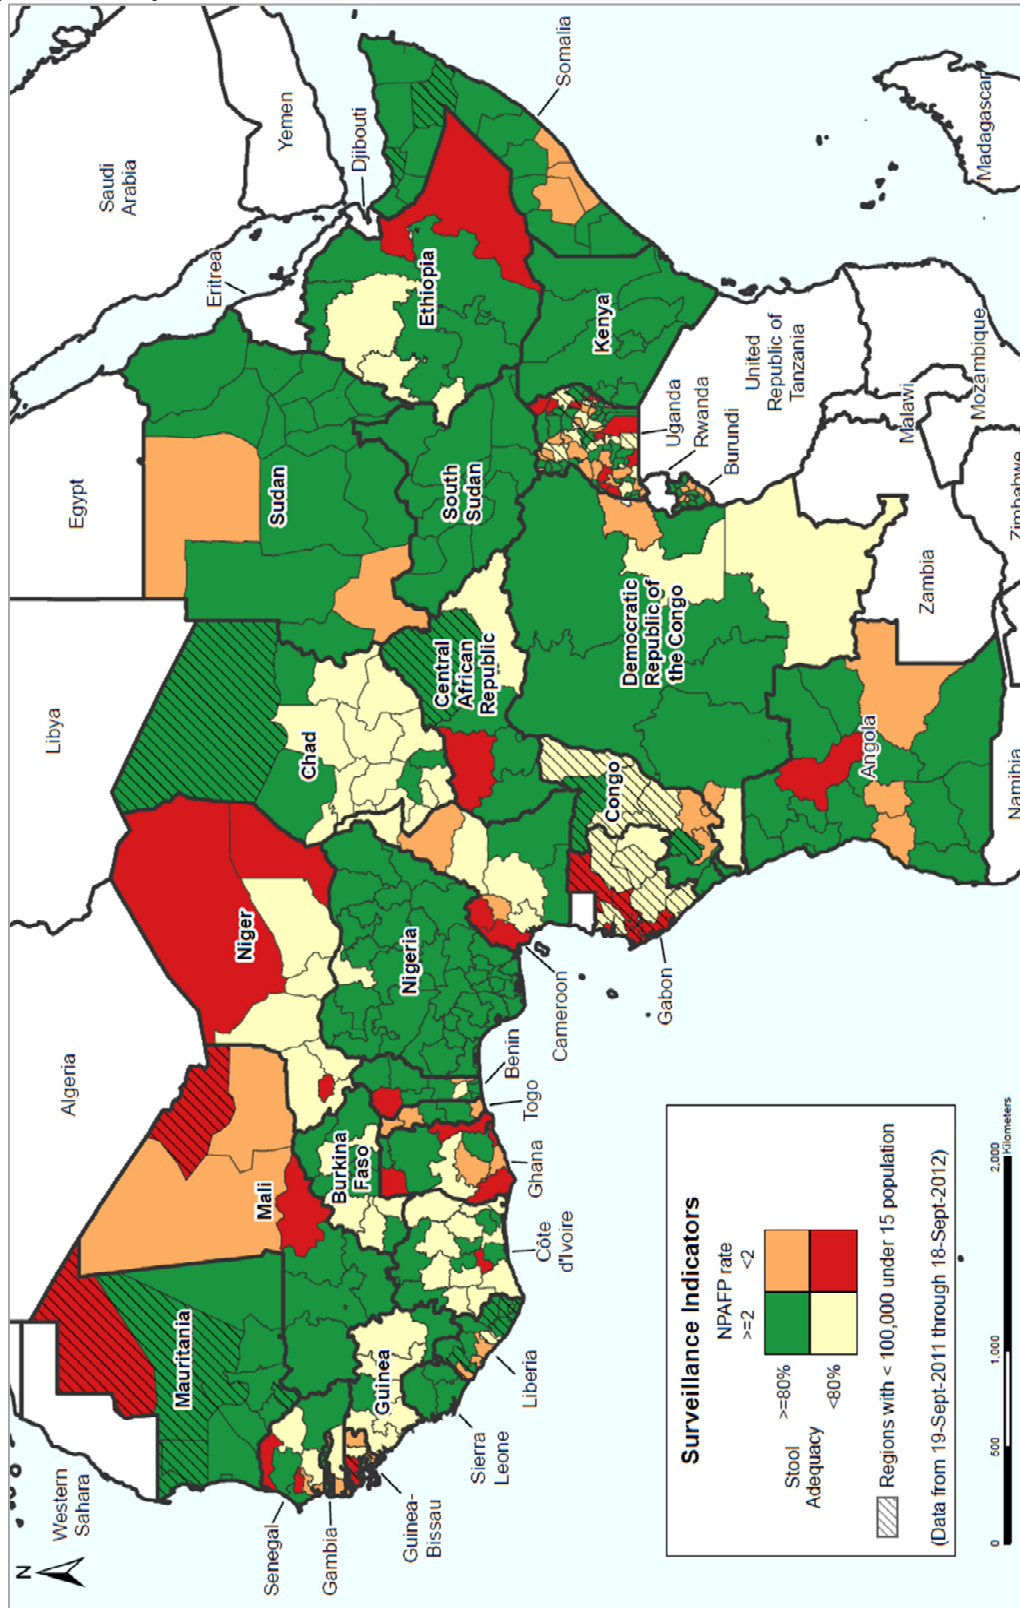 N
Western
Sahara
Algeria
Libya
Egypt
Saudi
Arabia
Yemen
Eritrea
Djibouti
Somalia
Mauritania
Mali
Niger
Chad
Sudan
Ethiopia
South
Sudan
Kenya
Senegal
Gambia
Guinea-
Bissau
Guinea
Sierra
Leone
Liberia
Côte
d'Ivoire
Burkina
Faso
Ghana
Togo
Benin
Nigeria
Cameroon
Gabon
Congo
Central
African
Republic
Democratic
Republic of
the Congo
Uganda
Rwanda
Burundi
United
Republic of
Tanzania
Angola
Zambia
Malawi
Mozambique
Zimbabwe
Namibia
Madagascar
Surveillance Indicators
NPAFP rate
>=2 <2
Stool
Adequacy
>=80%
<80%
Regions with < 100,000 under 15 population
(Data from 19-Sept-2011 through 18-Sept-2012)
0 500 1,000 2,000
Kilometers